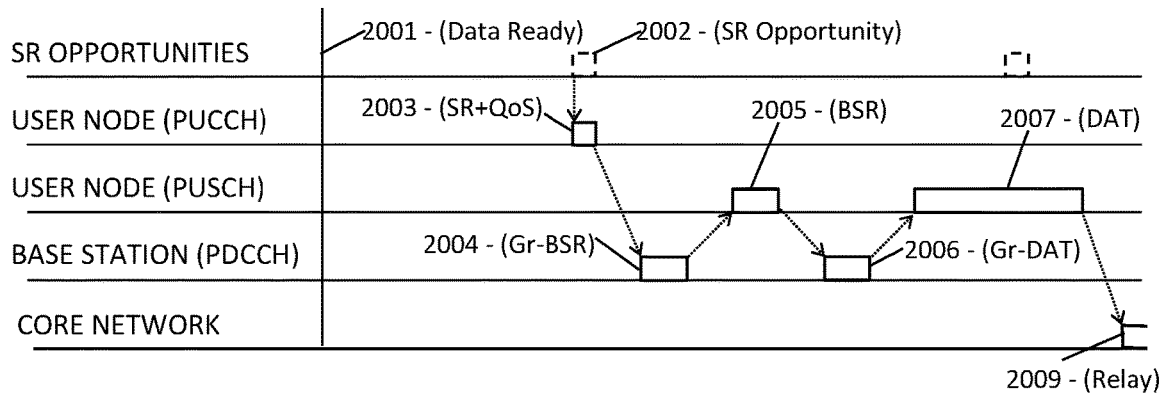 2001 - (Data Ready)
2002 - (SR Opportunity)
SR OPPORTUNITIES
2003 - (SR+QoS)
2005 - (BSR)
2007 - (DAT)
USER NODE (PUCCH)
USER NODE (PUSCH)
2004 - (Gr-BSR)
2006 - (Gr-DAT)
BASE STATION (PDCCH)
CORE NETWORK
2009 - (Relay)